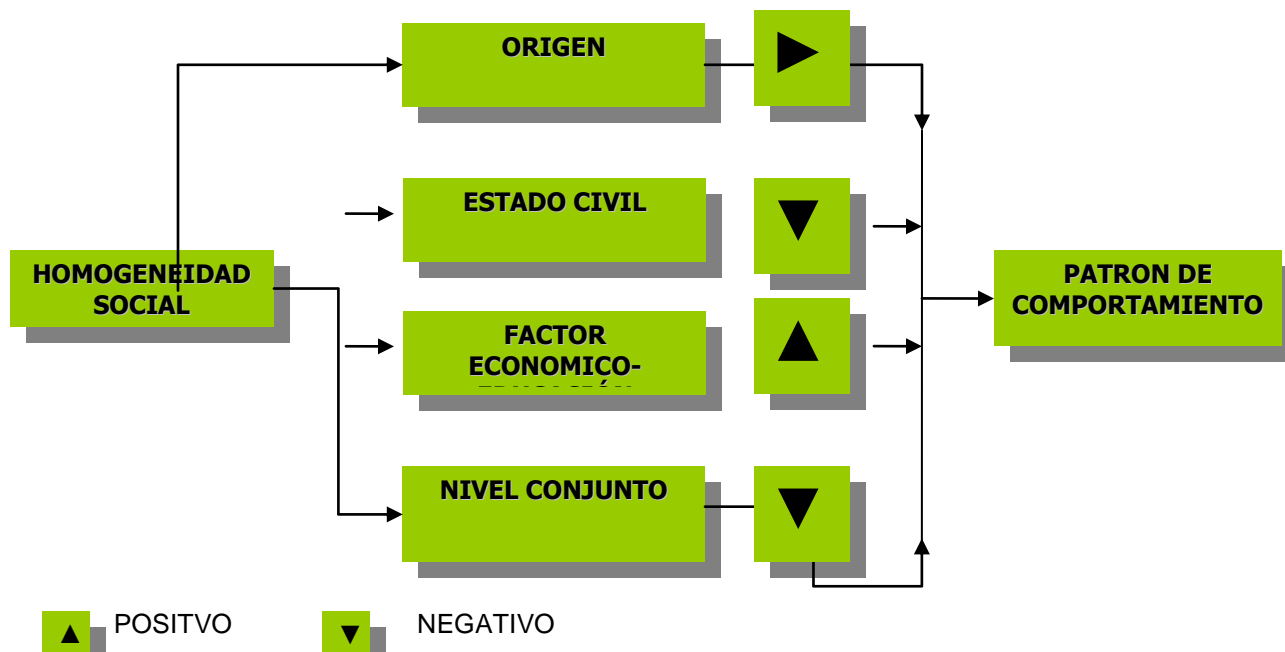 ORIGEN
ESTADO CIVIL
HOMOGENEIDAD
SOCIAL
PATRON DE
COMPORTAMIENTO
FACTOR
ECONOMICO-
NIVEL CONJUNTO
POSITVO
NEGATIVO